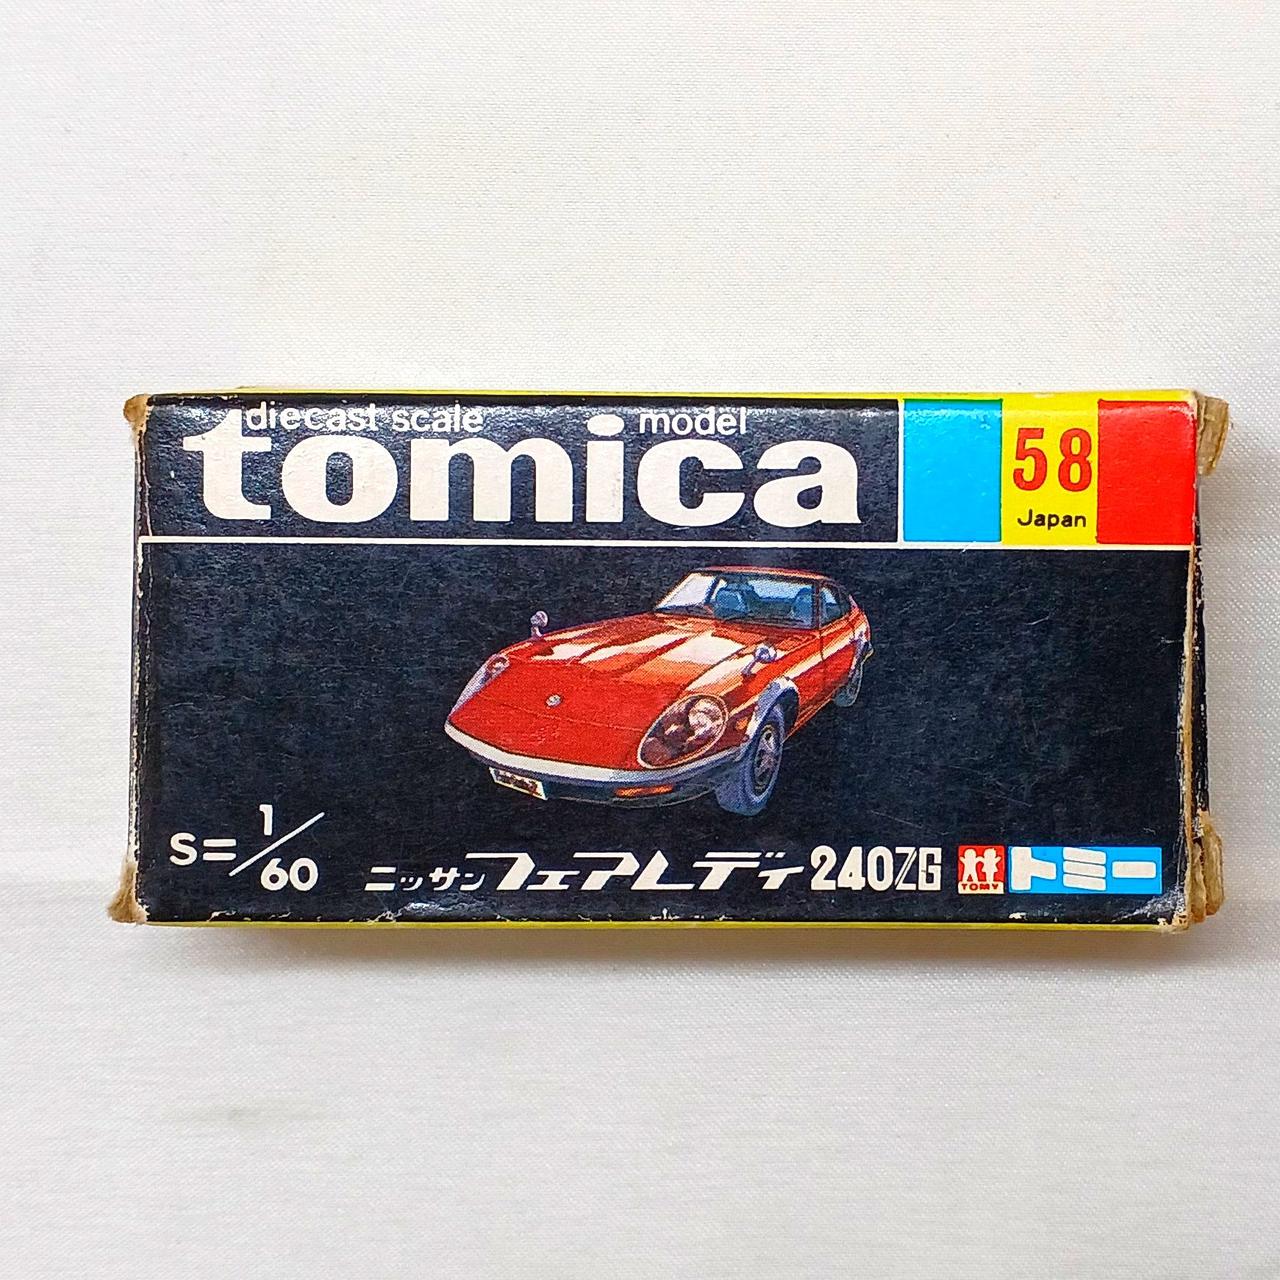 diecast scale model
tomica
58
Japan
S=1/60
ニッサンフェアレディ240ZG
TOMY
トミー